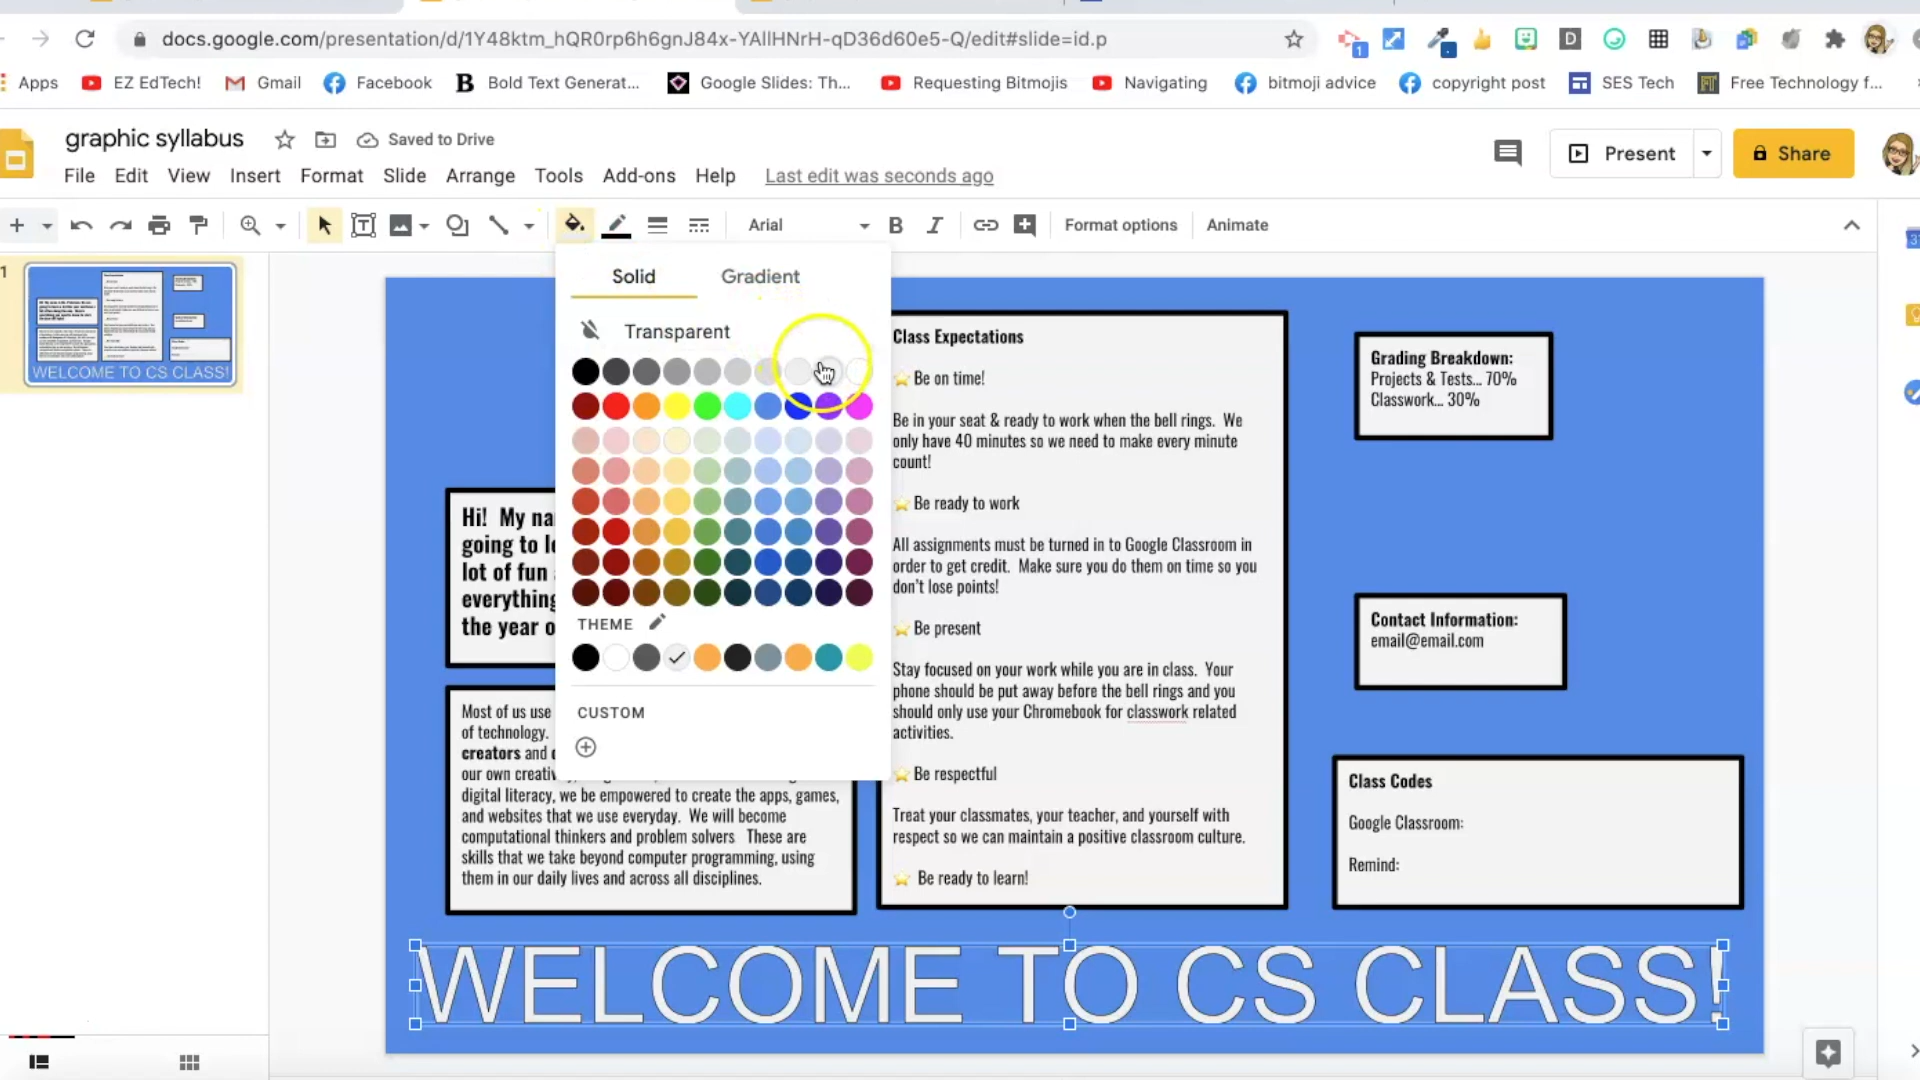 docs.google.com/presentation/d/1Y48ktm_hQR0rp6h6gnJ84x-YAllHNrH-qD36d60e5-Q/edit#slide=id.p
1
D
Apps
EZ EdTech!
Gmail
Facebook
B Bold Text Generat...
Google Slides: Th...
Requesting Bitmojis
Navigating
bitmoji advice
copyright post
SES Tech
Free Technology f...
graphic syllabus
Saved to Drive
Present
Share
File Edit View Insert Format Slide Arrange Tools Add-ons Help Last edit was seconds ago
Arial
B I
Format options
Animate
1
WELCOME TO CS CLASS!
Solid
Gradient
Transparent
THEME
CUSTOM
Hi! My na
going to le
lot of fun
everything
the year o
Most of us use
of technology.
creators and
our own creativ
digital literacy, we be empowered to create the apps, games,
and websites that we use everyday. We will become
computational thinkers and problem solvers These are
skills that we take beyond computer programming, using
them in our daily lives and across all disciplines.
Class Expectations
⭐ Be on time!
Be in your seat & ready to work when the bell rings. We
only have 40 minutes so we need to make every minute
count!
⭐ Be ready to work
All assignments must be turned in to Google Classroom in
order to get credit. Make sure you do them on time so you
don't lose points!
⭐ Be present
Stay focused on your work while you are in class. Your
phone should be put away before the bell rings and you
should only use your Chromebook for classwork related
activities.
⭐ Be respectful
Treat your classmates, your teacher, and yourself with
respect so we can maintain a positive classroom culture.
⭐ Be ready to learn!
Grading Breakdown:
Projects & Tests... 70%
Classwork... 30%
Contact Information:
email@email.com
Class Codes
Google Classroom:
Remind:
WELCOME TO CS CLASS!